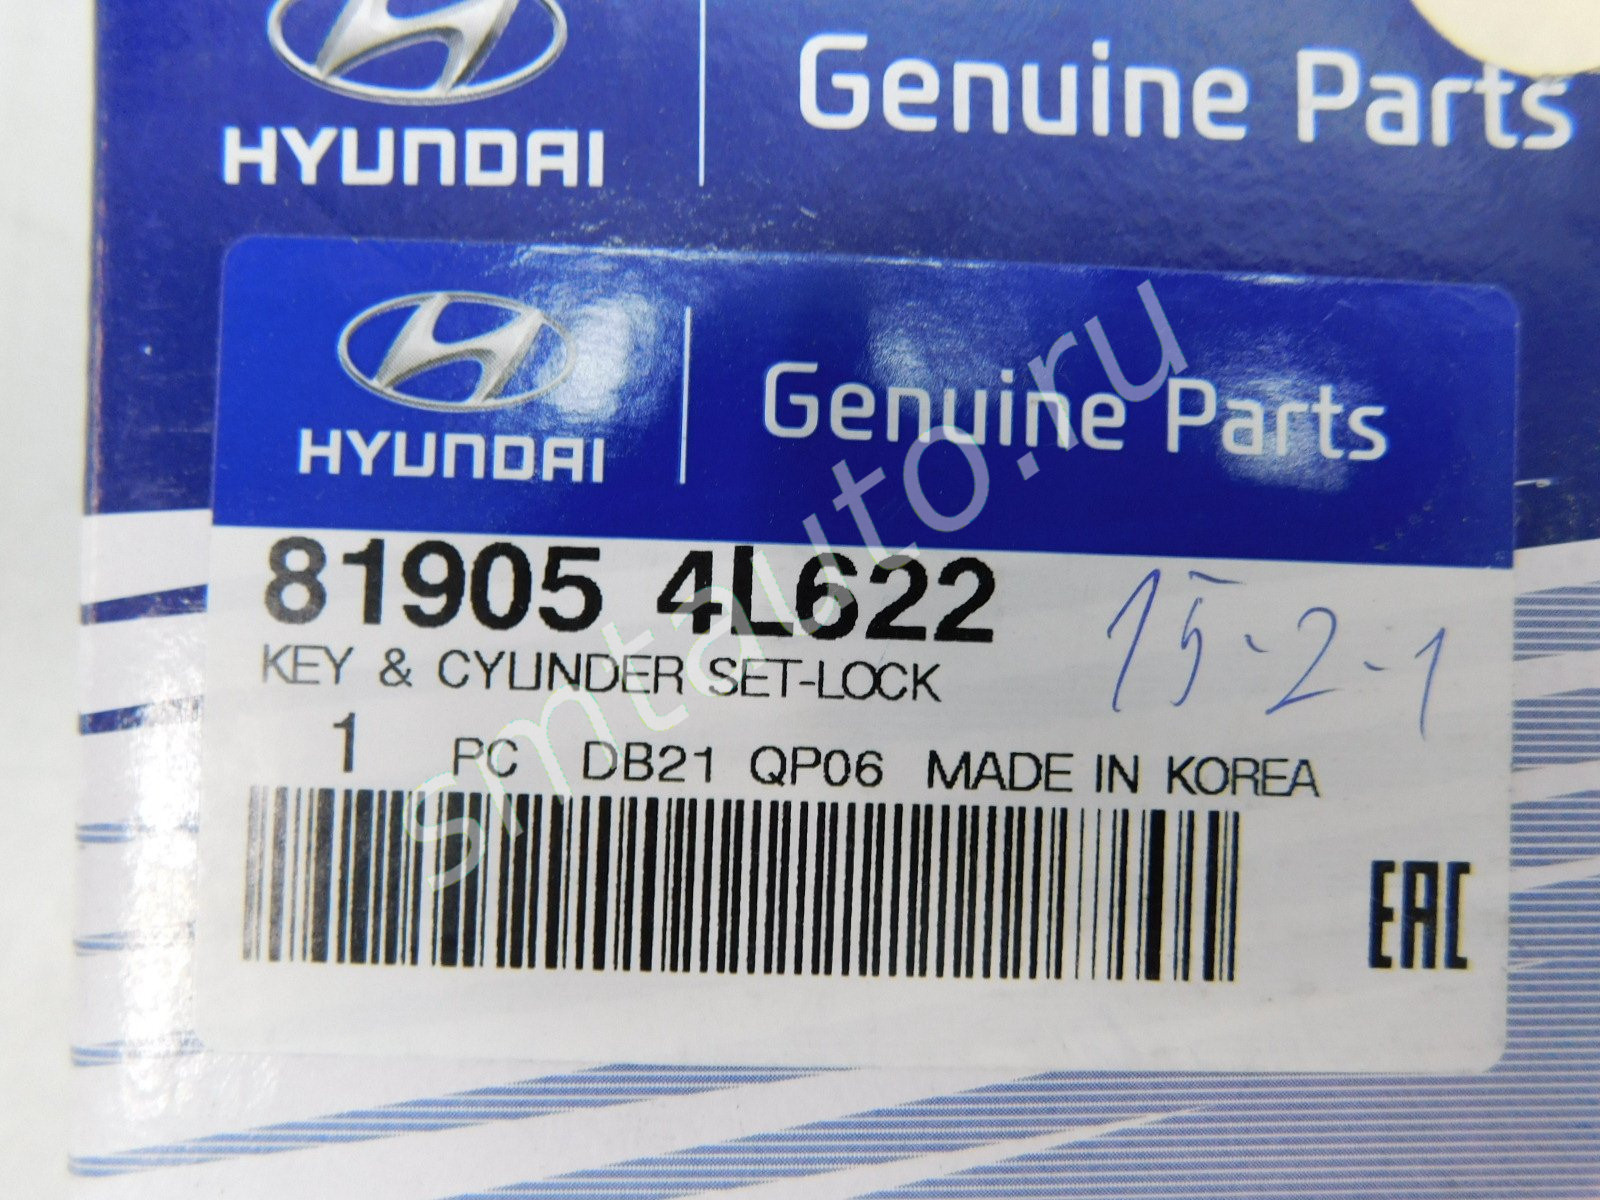 HYUNDAI
Genuine Parts
HYUNDAI
Genuine Parts
81905 4L622
KEY & CYLINDER SET-LOCK
15-2-1
1 PC DB21 QP06 MADE IN KOREA
EAC
smtauto.ru